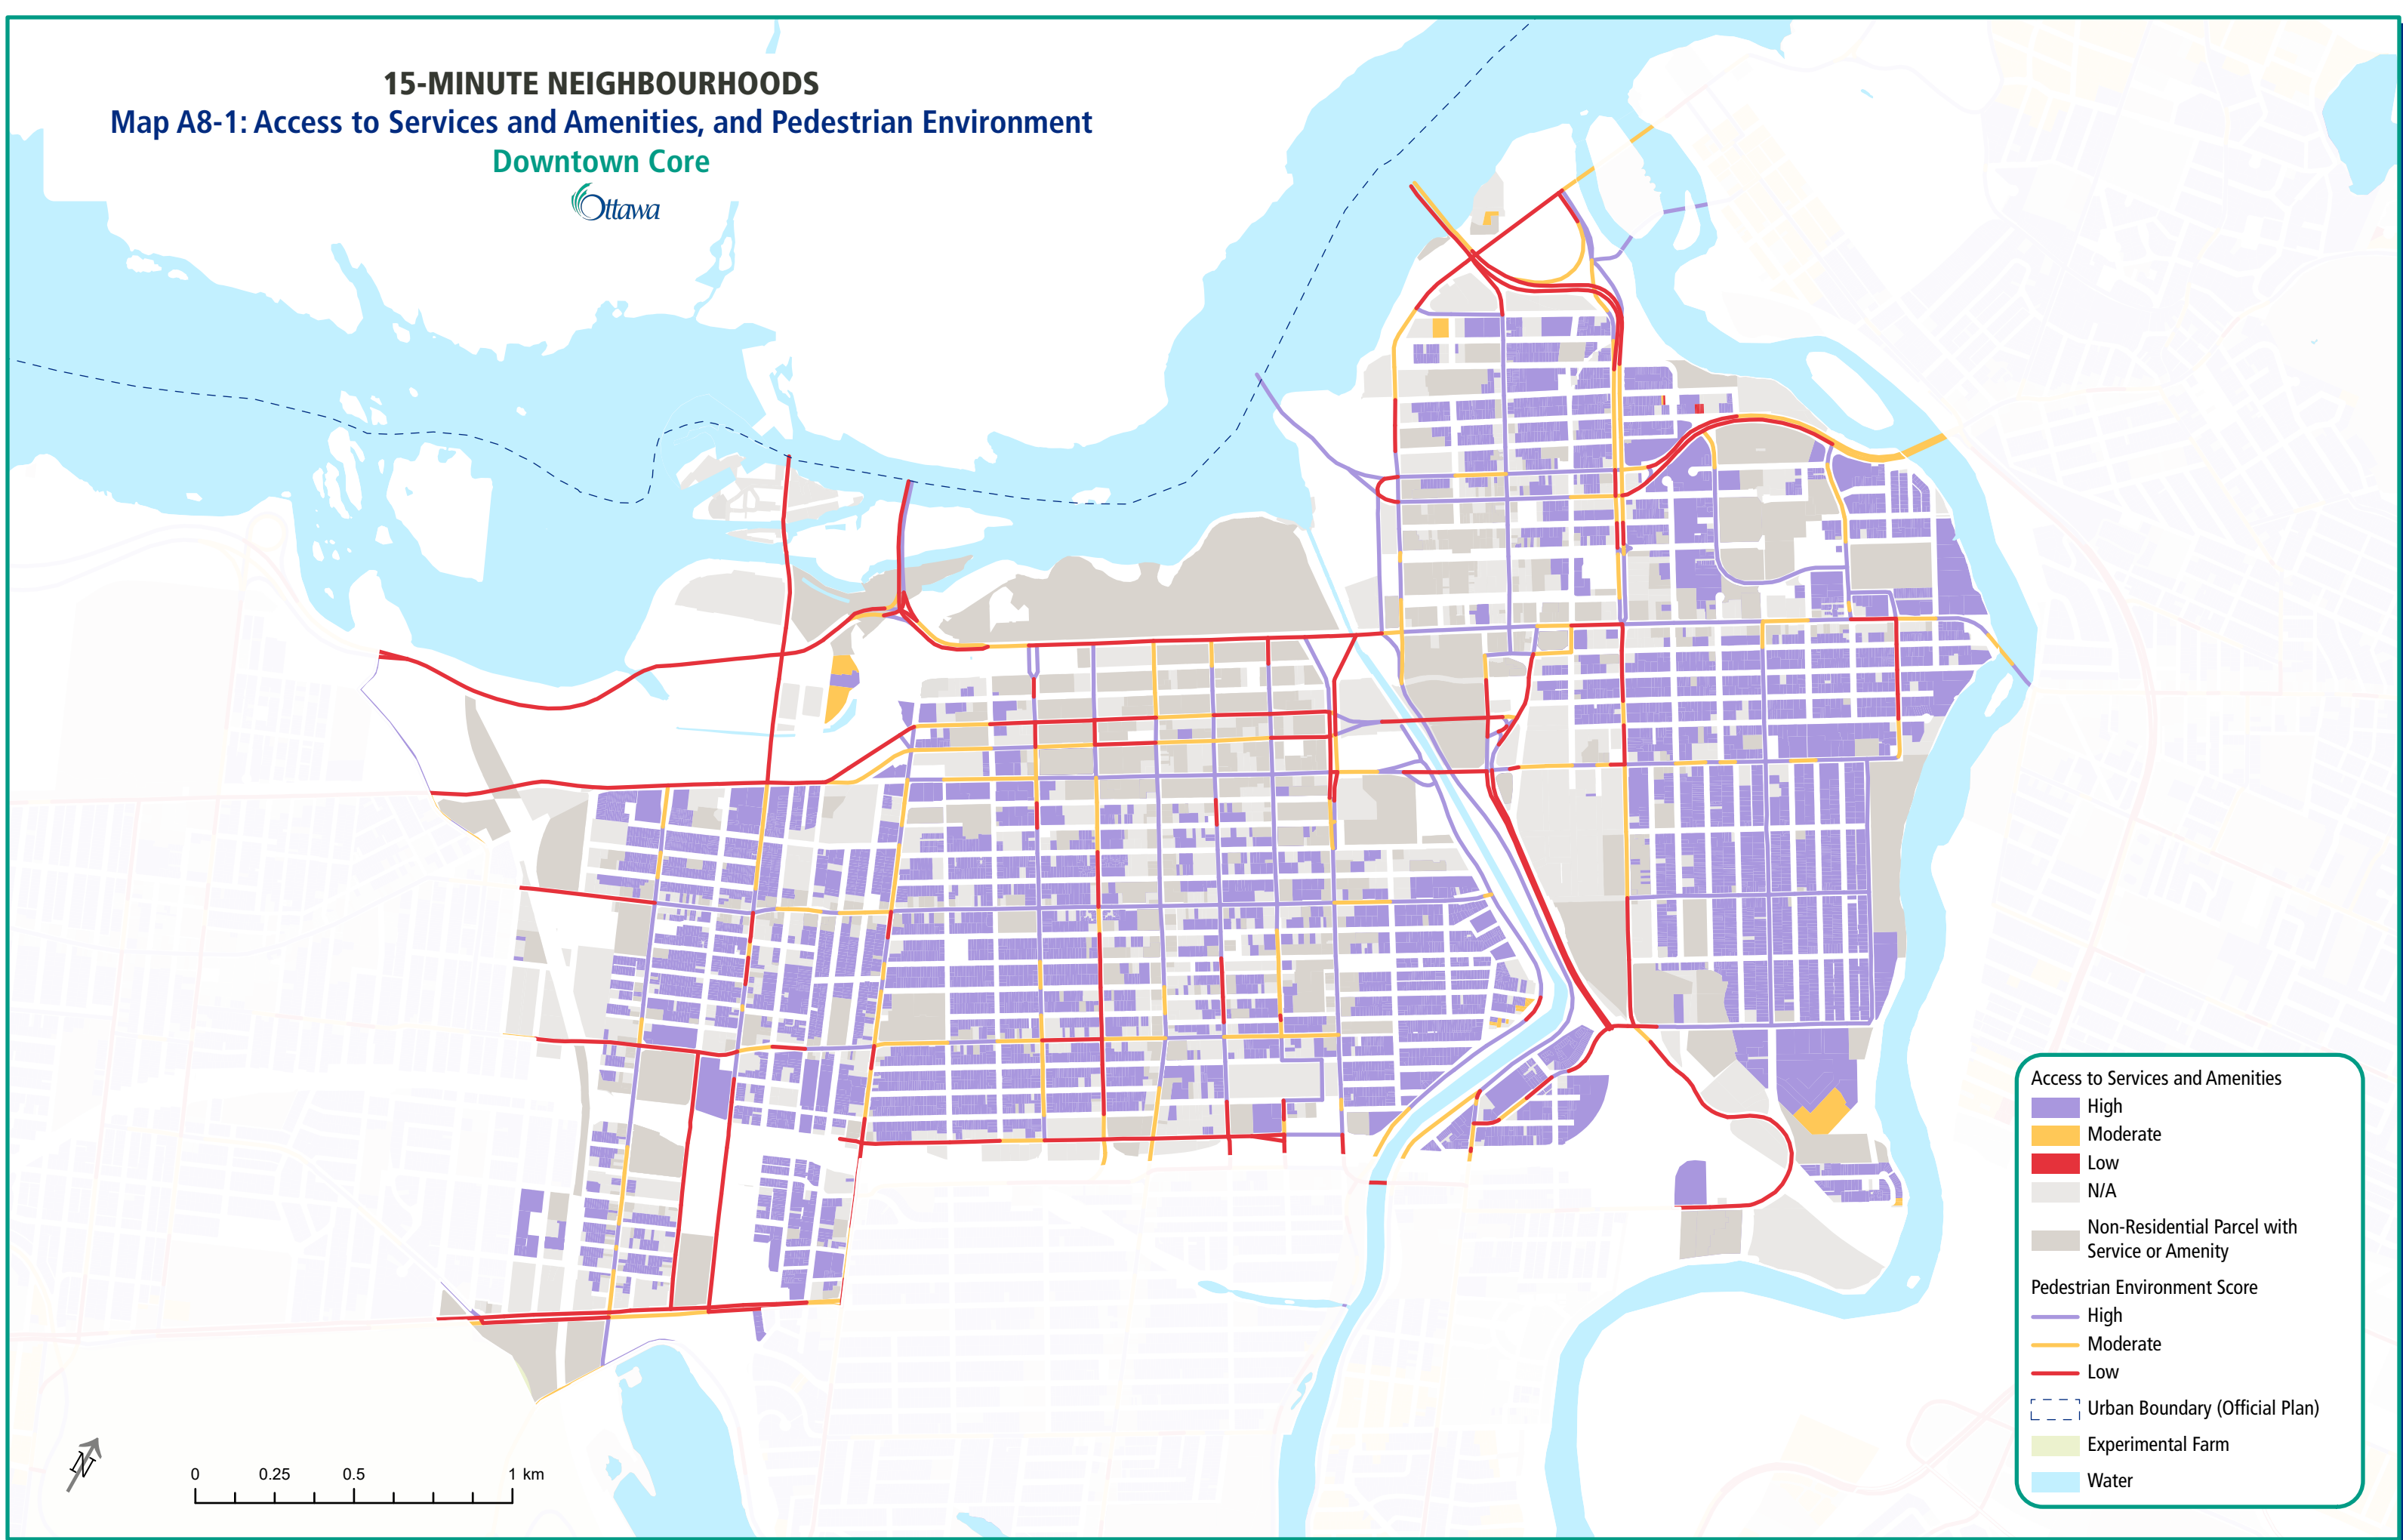 15-MINUTE NEIGHBOURHOODS
Map A8-1: Access to Services and Amenities, and Pedestrian Environment
Downtown Core
Ottawa
Access to Services and Amenities
High
Moderate
Low
N/A
Non-Residential Parcel with
Service or Amenity
Pedestrian Environment Score
High
Moderate
Low
Urban Boundary (Official Plan)
Experimental Farm
Water
N
0 0.25 0.5 1 km